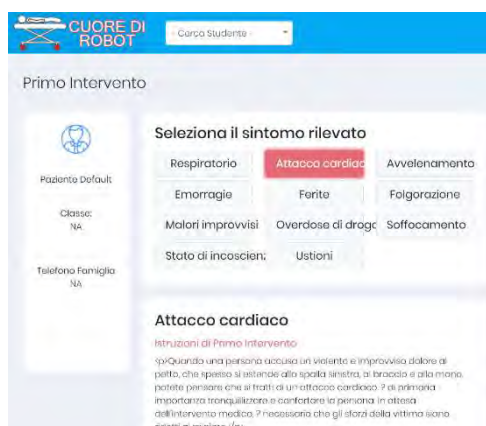 CUORE DI
ROBOT
- Cerca Studente -
Primo Intervento
Paziente Default
Classe:
NA
Telefono Famiglia
NA
Seleziona il sintomo rilevato
Respiratorio Attacco cardiac Avvelenamento
Emorragie Ferite Folgorazione
Malori improvvisi Overdose di drogc Soffocamento
Stato di incoscien: Ustioni
Attacco cardiaco
Istruzioni di Primo Intervento
<p>Quando una persona accusa un violento e improvviso dolore al
petto, che spesso si estende alla spalla sinistra, al braccio e alla mano,
potete pensare che si tratti di un attacco cardiaco. ? di primaria
importanza tranquillizzare e confortare la persona. In attesa
dell'intervento medico, ? necessario che gli sforzi della vittima siano